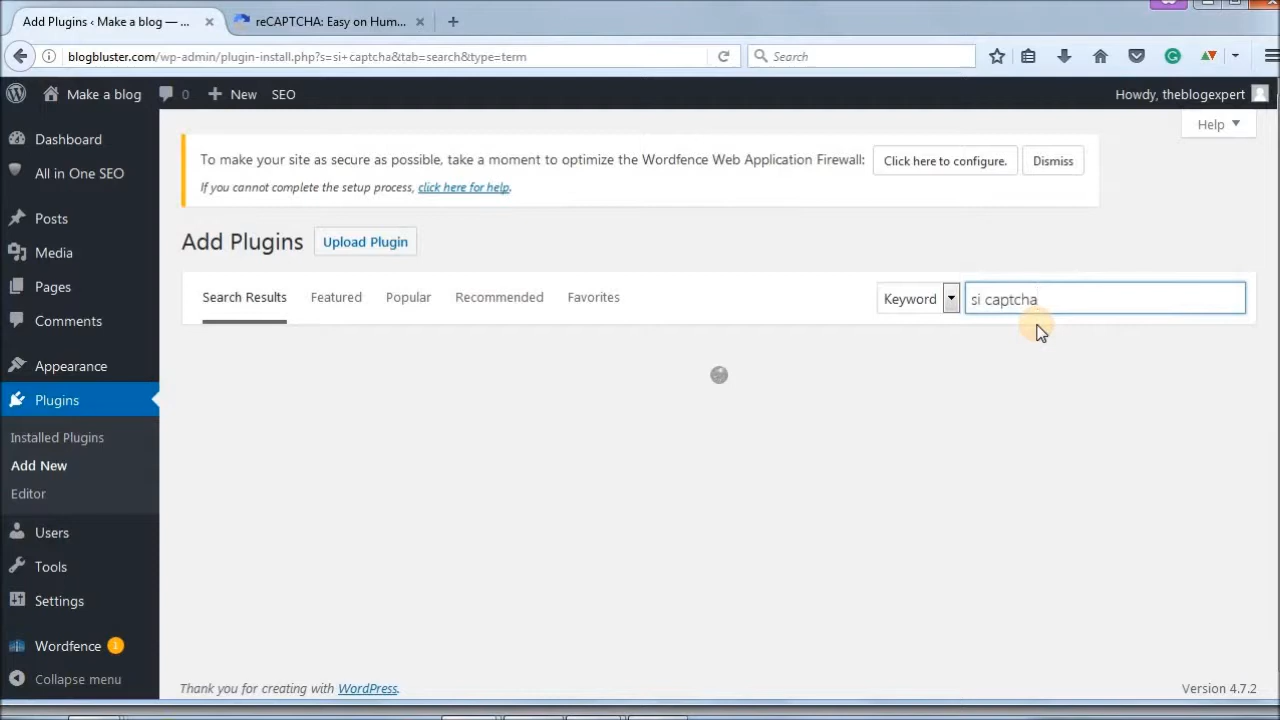 Add Plugins ‹ Make a blog — ...
reCAPTCHA: Easy on Hum...
blogbluster.com/wp-admin/plugin-install.php?s=si+captcha&tab=search&type=term
Search
Make a blog
0
New
SEO
Howdy, theblogexpert
Help
Dashboard
All in One SEO
Posts
Media
Pages
Comments
Appearance
Plugins
Installed Plugins
Add New
Editor
Users
Tools
Settings
Wordfence 1
Collapse menu
To make your site as secure as possible, take a moment to optimize the Wordfence Web Application Firewall:
Click here to configure.
Dismiss
If you cannot complete the setup process, click here for help.
Add Plugins
Upload Plugin
Search Results
Featured
Popular
Recommended
Favorites
Keyword
si captcha
Thank you for creating with WordPress.
Version 4.7.2